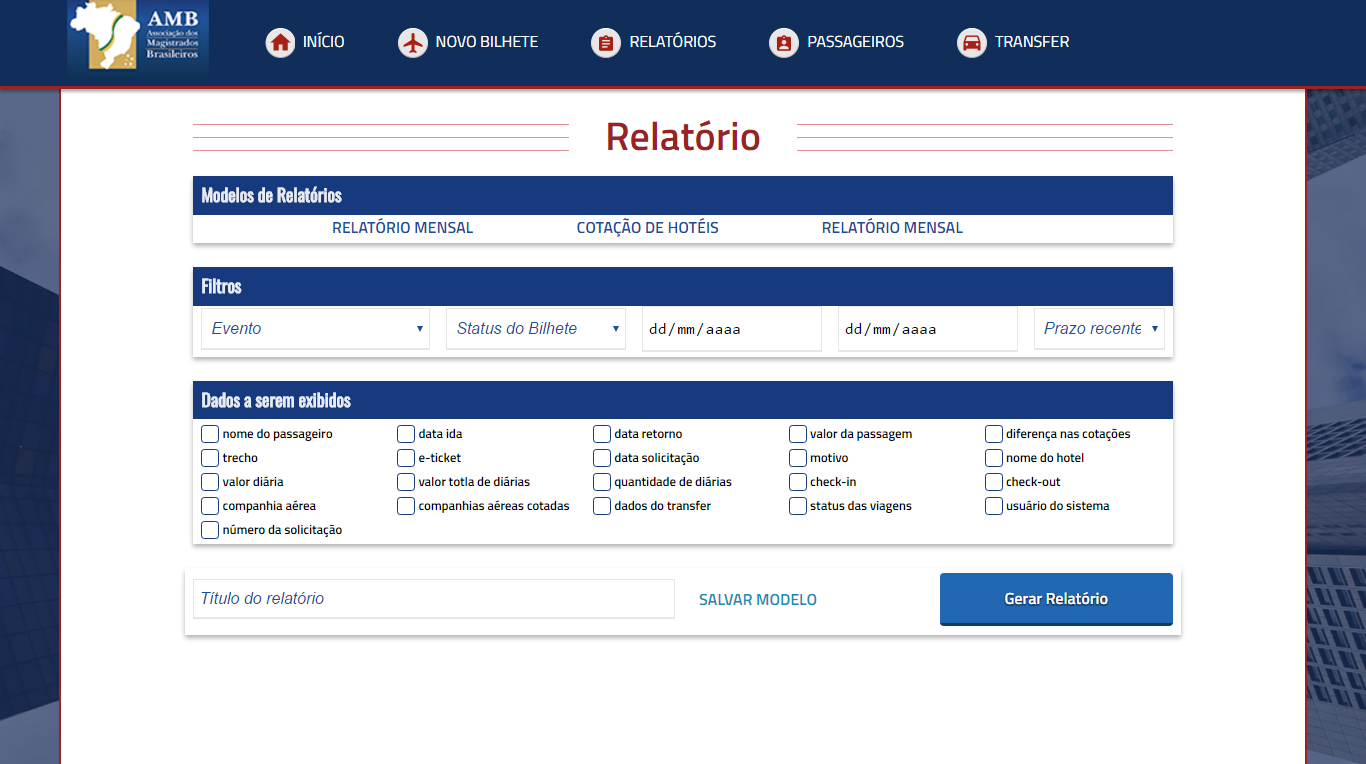 AMB
Associação dos
Magistrados
Brasileiros
INÍCIO NOVO BILHETE RELATÓRIOS PASSAGEIROS TRANSFER
Relatório
Modelos de Relatórios
RELATÓRIO MENSAL COTAÇÃO DE HOTÉIS RELATÓRIO MENSAL
Filtros
Evento Status do Bilhete dd/mm/aaaa dd/mm/aaaa Prazo recente
Dados a serem exibidos
nome do passageiro data ida data retorno valor da passagem diferença nas cotações
trecho e-ticket data solicitação motivo nome do hotel
valor diária valor totla de diárias quantidade de diárias check-in check-out
companhia aérea companhias aéreas cotadas dados do transfer status das viagens usuário do sistema
número da solicitação
Título do relatório SALVAR MODELO Gerar Relatório